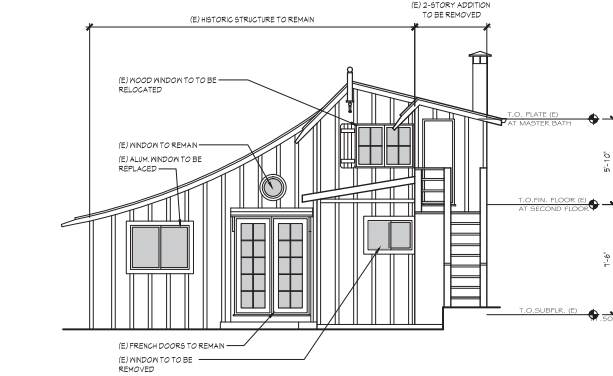 (E) 2-STORY ADDITION
TO BE REMOVED
(E) HISTORIC STRUCTURE TO REMAIN
(E) WOOD WINDOW TO TO BE
RELOCATED
T.O. PLATE (E)
AT MASTER BATH
(E) WINDOW TO REMAIN
(E) ALUM. WINDOW TO BE
REPLACED
5'-10"
T.O.FIN. FLOOR (E)
AT SECOND FLOOR
7'-6"
T.O.SUBFLR. (E)
(E) FRENCH DOORS TO REMAIN
(E) WINDOW TO TO BE
REMOVED